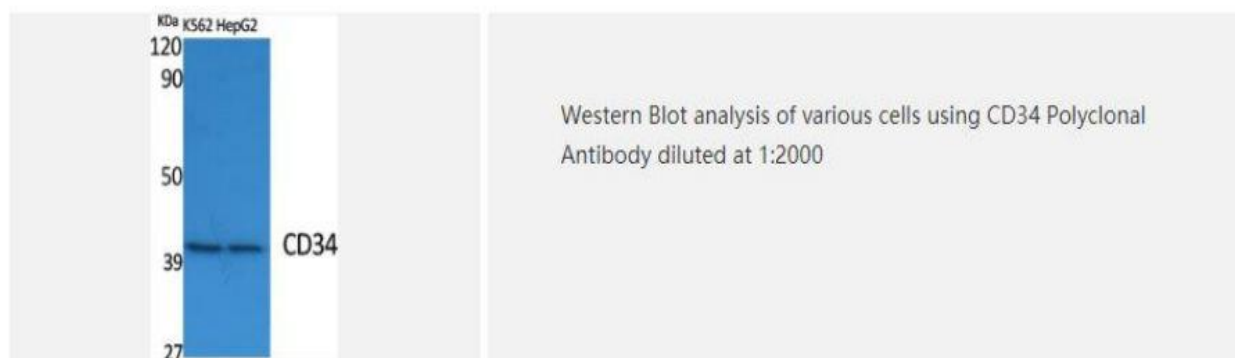 KDa K562 HepG2
120
90
50
CD34
39
27
Western Blot analysis of various cells using CD34 Polyclonal
Antibody diluted at 1:2000